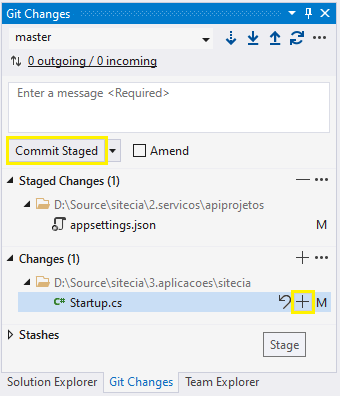 Git Changes
master
0 outgoing / 0 incoming
Enter a message <Required>
Commit Staged
Amend
Staged Changes (1)
D:\Source\sitecia\2.servicos\apiprojetos
appsettings.json M
Changes (1)
D:\Source\sitecia\3.aplicacoes\sitecia
C# Startup.cs M
Stashes
Stage
Solution Explorer Git Changes Team Explorer